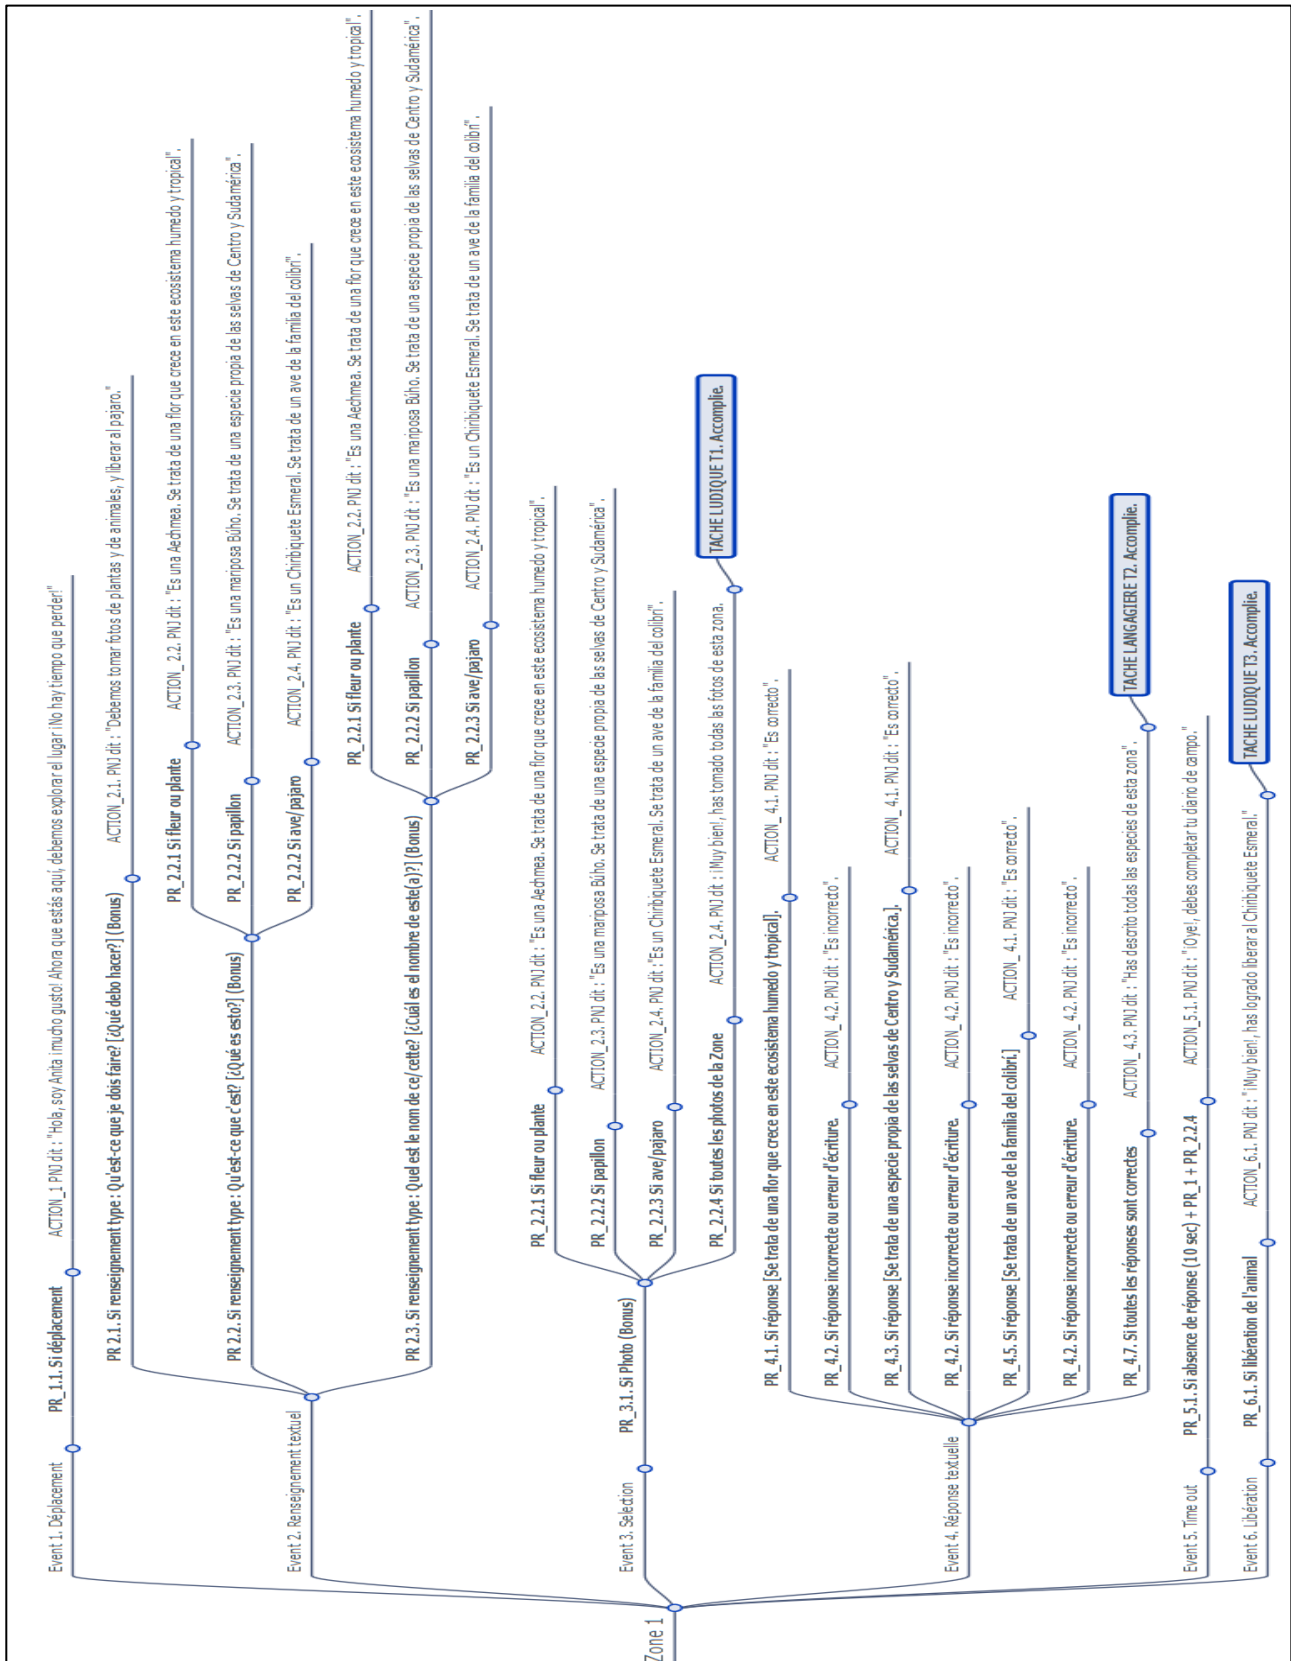 Zone 1
Event 1. Déplacement
PR_1.1. Si déplacement
ACTION_1 PNJ dit : "Hola, soy Anita ¡mucho gusto! Ahora que estás aquí, debemos explorar el lugar ¡No hay tiempo que perder!"
Event 2. Renseignement textuel
PR 2.1. Si renseignement type : Qu'est-ce que je dois faire? [¿Qué debo hacer?] (Bonus)
ACTION_2.1. PNJ dit : "Debemos tomar fotos de plantas y de animales, y liberar al pajaro."
PR 2.2. Si renseignement type : Qu'est-ce que c'est? [¿Qué es esto?] (Bonus)
PR_2.2.1 Si fleur ou plante
ACTION_ 2.2. PNJ dit : "Es una Aechmea. Se trata de una flor que crece en este ecosistema humedo y tropical".
PR_2.2.2 Si papillon
ACTION_2.3. PNJ dit : "Es una mariposa Búho. Se trata de una especie propia de las selvas de Centro y Sudamérica".
PR_2.2.2 Si ave/pajaro
ACTION_2.4. PNJ dit : "Es un Chiribiquete Esmeral. Se trata de un ave de la familia del colibri".
PR 2.3. Si renseignement type : Quel est le nom de ce/cette? [¿Cuál es el nombre de este(a)?] (Bonus)
PR_2.2.1 Si fleur ou plante
ACTION_2.2. PNJ dit : "Es una Aechmea. Se trata de una flor que crece en este ecosistema humedo y tropical".
PR_2.2.2 Si papillon
ACTION_2.3. PNJ dit : "Es una mariposa Búho. Se trata de una especie propia de las selvas de Centro y Sudamérica".
PR_2.2.3 Si ave/pajaro
ACTION_2.4. PNJ dit : "Es un Chiribiquete Esmeral. Se trata de un ave de la familia del colibrí".
Event 3. Selection
PR_3.1. Si Photo (Bonus)
PR_2.2.1 Si fleur ou plante
ACTION_2.2. PNJ dit : "Es una Aechmea. Se trata de una flor que crece en este ecosistema humedo y tropical".
PR_2.2.2 Si papillon
ACTION_2.3. PNJ dit : "Es una mariposa Búho. Se trata de una especie propia de las selvas de Centro y Sudamérica".
PR_2.2.3 Si ave/pajaro
ACTION_2.4. PNJ dit : "Es un Chiribiquete Esmeral. Se trata de un ave de la familia del colibrí".
PR_2.2.4 Si toutes les photos de la Zone
ACTION_2.4. PNJ dit : ¡Muy bien!, has tomado todas las fotos de esta zona.
TACHE LUDIQUE T1. Accomplie.
Event 4. Réponse textuelle
PR_4.1. Si réponse [Se trata de una flor que crece en este ecosistema humedo y tropical].
ACTION_ 4.1. PNJ dit : "Es correcto".
PR_4.2. Si réponse incorrecte ou erreur d'écriture.
ACTION_ 4.2. PNJ dit : "Es incorrecto".
PR_4.3. Si réponse [Se trata de una especie propia de las selvas de Centro y Sudamérica.].
ACTION_ 4.1. PNJ dit : "Es correcto".
PR_4.2. Si réponse incorrecte ou erreur d'écriture.
ACTION_ 4.2. PNJ dit : "Es incorrecto".
PR_4.5. Si réponse [Se trata de un ave de la familia del colibrí.]
ACTION_ 4.1. PNJ dit : "Es correcto".
PR_4.2. Si réponse incorrecte ou erreur d'écriture.
ACTION_ 4.2. PNJ dit : "Es incorrecto".
PR_4.7. Si toutes les réponses sont correctes
ACTION_ 4.3. PNJ dit : "Has descrito todas las especies de esta zona".
TACHE LANGAGIERE T2. Accomplie.
Event 5. Time out
PR_5.1. Si absence de réponse (10 sec) + PR_1 + PR_2.2.4
ACTION_5.1. PNJ dit : "¡Oye!, debes completar tu diario de campo."
Event 6. Libération
PR_6.1. Si libération de l'animal
ACTION_6.1. PNJ dit : "¡Muy bien!, has logrado liberar al Chiribiquete Esmeral."
TACHE LUDIQUE T3. Accomplie.